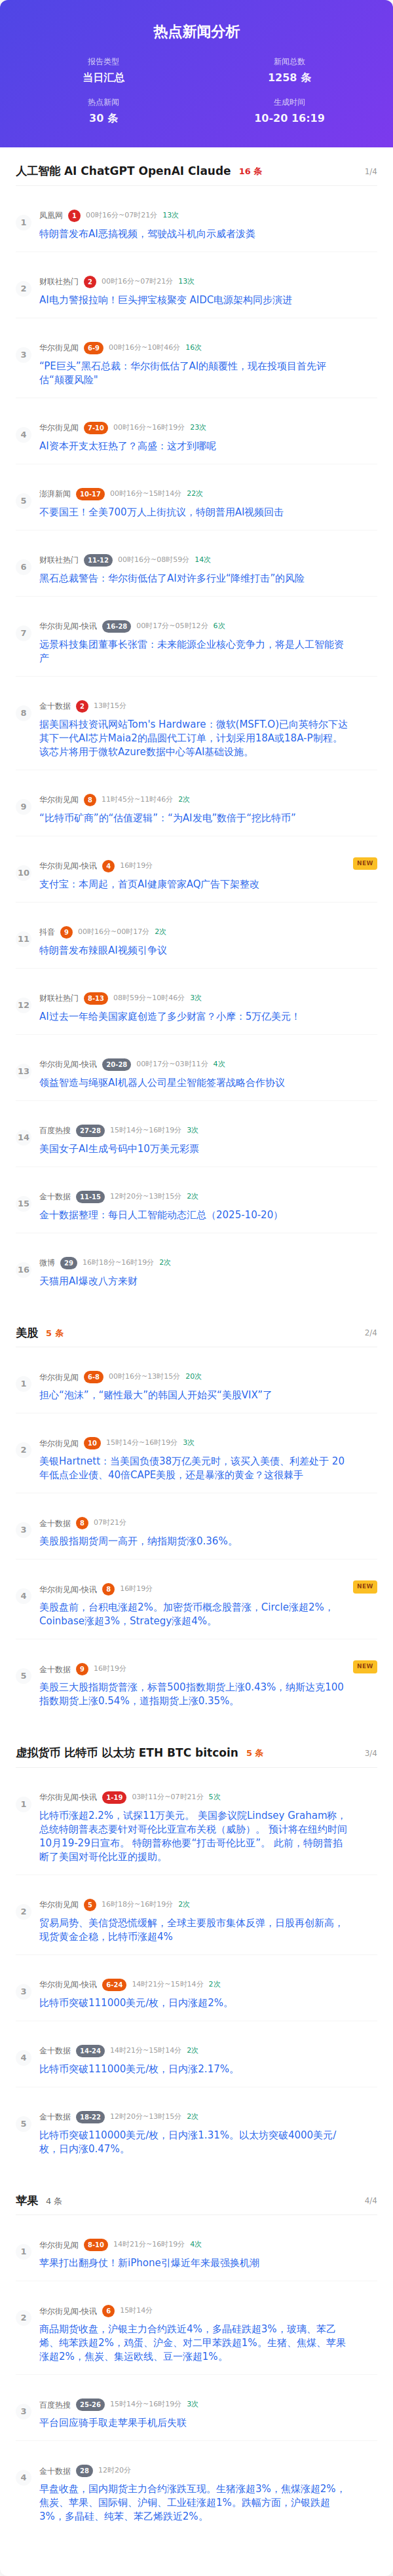 热点新闻分析
报告类型
当日汇总
新闻总数
1258 条
热点新闻
30 条
生成时间
10-20 16:19
人工智能 AI ChatGPT OpenAI Claude 16 条 1/4
1
凤凰网 1 00时16分~07时21分 13次
特朗普发布AI恶搞视频，驾驶战斗机向示威者泼粪
2
财联社热门 2 00时16分~07时21分 13次
AI电力警报拉响！巨头押宝核聚变 AIDC电源架构同步演进
3
华尔街见闻 6-9 00时16分~10时46分 16次
“PE巨头”黑石总裁：华尔街低估了AI的颠覆性，现在投项目首先评
估“颠覆风险”
4
华尔街见闻 7-10 00时16分~16时19分 23次
AI资本开支太狂热了？高盛：这才到哪呢
5
澎湃新闻 10-17 00时16分~15时14分 22次
不要国王！全美700万人上街抗议，特朗普用AI视频回击
6
财联社热门 11-12 00时16分~08时59分 14次
黑石总裁警告：华尔街低估了AI对许多行业“降维打击”的风险
7
华尔街见闻-快讯 16-28 00时17分~05时12分 6次
远景科技集团董事长张雷：未来能源企业核心竞争力，将是人工智能资
产
8
金十数据 2 13时15分
据美国科技资讯网站Tom's Hardware：微软(MSFT.O)已向英特尔下达
其下一代AI芯片Maia2的晶圆代工订单，计划采用18A或18A-P制程。
该芯片将用于微软Azure数据中心等AI基础设施。
9
华尔街见闻 8 11时45分~11时46分 2次
“比特币矿商”的“估值逻辑”：“为AI发电”数倍于“挖比特币”
10
华尔街见闻-快讯 4 16时19分
NEW
支付宝：本周起，首页AI健康管家AQ广告下架整改
11
抖音 9 00时16分~00时17分 2次
特朗普发布辣眼AI视频引争议
12
财联社热门 8-13 08时59分~10时46分 3次
AI过去一年给美国家庭创造了多少财富？小摩：5万亿美元！
13
华尔街见闻-快讯 20-28 00时17分~03时11分 4次
领益智造与绳驱AI机器人公司星尘智能签署战略合作协议
14
百度热搜 27-28 15时14分~16时19分 3次
美国女子AI生成号码中10万美元彩票
15
金十数据 11-15 12时20分~13时15分 2次
金十数据整理：每日人工智能动态汇总（2025-10-20）
16
微博 29 16时18分~16时19分 2次
天猫用AI爆改八方来财
美股 5 条 2/4
1
华尔街见闻 6-8 00时16分~13时15分 20次
担心“泡沫”，“赌性最大”的韩国人开始买“美股VIX”了
2
华尔街见闻 10 15时14分~16时19分 3次
美银Hartnett：当美国负债38万亿美元时，该买入美债、利差处于 20
年低点企业债、40倍CAPE美股，还是暴涨的黄金？这很棘手
3
金十数据 8 07时21分
美股股指期货周一高开，纳指期货涨0.36%。
4
华尔街见闻-快讯 8 16时19分
NEW
美股盘前，台积电涨超2%。加密货币概念股普涨，Circle涨超2%，
Coinbase涨超3%，Strategy涨超4%。
5
金十数据 9 16时19分
NEW
美股三大股指期货普涨，标普500指数期货上涨0.43%，纳斯达克100
指数期货上涨0.54%，道指期货上涨0.35%。
虚拟货币 比特币 以太坊 ETH BTC bitcoin 5 条 3/4
1
华尔街见闻-快讯 1-19 03时11分~07时21分 5次
比特币涨超2.2%，试探11万美元。 美国参议院Lindsey Graham称，
总统特朗普表态要针对哥伦比亚宣布关税（威胁）。 预计将在纽约时间
10月19-29日宣布。 特朗普称他要“打击哥伦比亚”。 此前，特朗普掐
断了美国对哥伦比亚的援助。
2
华尔街见闻 5 16时18分~16时19分 2次
贸易局势、美信贷恐慌缓解，全球主要股市集体反弹，日股再创新高，
现货黄金企稳，比特币涨超4%
3
华尔街见闻-快讯 6-24 14时21分~15时14分 2次
比特币突破111000美元/枚，日内涨超2%。
4
金十数据 14-24 14时21分~15时14分 2次
比特币突破111000美元/枚，日内涨2.17%。
5
金十数据 18-22 12时20分~13时15分 2次
比特币突破110000美元/枚，日内涨1.31%。以太坊突破4000美元/
枚，日内涨0.47%。
苹果 4 条 4/4
1
华尔街见闻 8-10 14时21分~16时19分 4次
苹果打出翻身仗！新iPhone引爆近年来最强换机潮
2
华尔街见闻-快讯 6 15时14分
商品期货收盘，沪银主力合约跌近4%，多晶硅跌超3%，玻璃、苯乙
烯、纯苯跌超2%，鸡蛋、沪金、对二甲苯跌超1%。生猪、焦煤、苹果
涨超2%，焦炭、集运欧线、豆一涨超1%。
3
百度热搜 25-26 15时14分~16时19分 3次
平台回应骑手取走苹果手机后失联
4
金十数据 28 12时20分
早盘收盘，国内期货主力合约涨跌互现。生猪涨超3%，焦煤涨超2%，
焦炭、苹果、国际铜、沪铜、工业硅涨超1%。跌幅方面，沪银跌超
3%，多晶硅、纯苯、苯乙烯跌近2%。